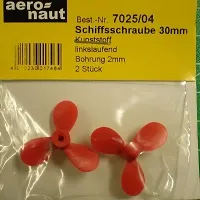 aero-
naut
Best.-Nr. 7025/04
Schiffsschraube 30mm
Kunststoff
linkslaufend
Bohrung 2mm
2 Stück